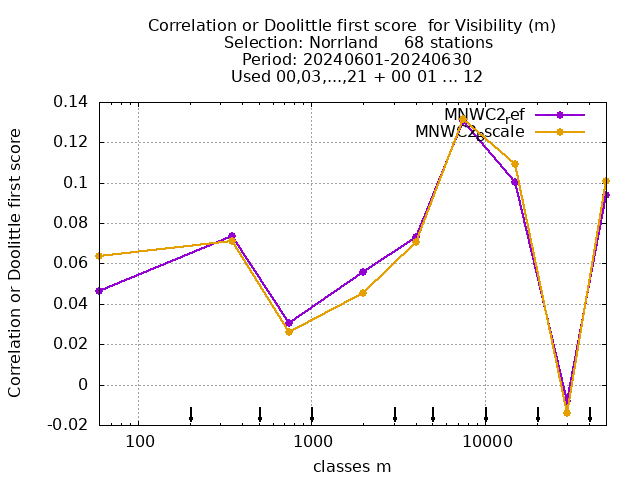 Correlation or Doolittle first score  for Visibility (m)
Selection: Norrland     68 stations
Period: 20240601-20240630
Used 00,03,...,21 + 00 01 ... 12
MNWC2ref
MNWC2_scale
0.14
0.12
0.1
0.08
0.06
0.04
0.02
0
-0.02
Correlation or Doolittle first score
100
1000
10000
classes m